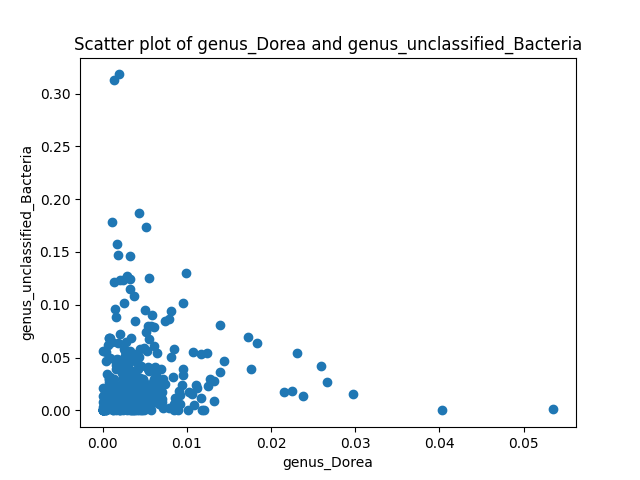 Scatter plot of genus_Dorea and genus_unclassified_Bacteria
genus_unclassified_Bacteria
0.30
0.25
0.20
0.15
0.10
0.05
0.00
0.00 0.01 0.02 0.03 0.04 0.05
genus_Dorea